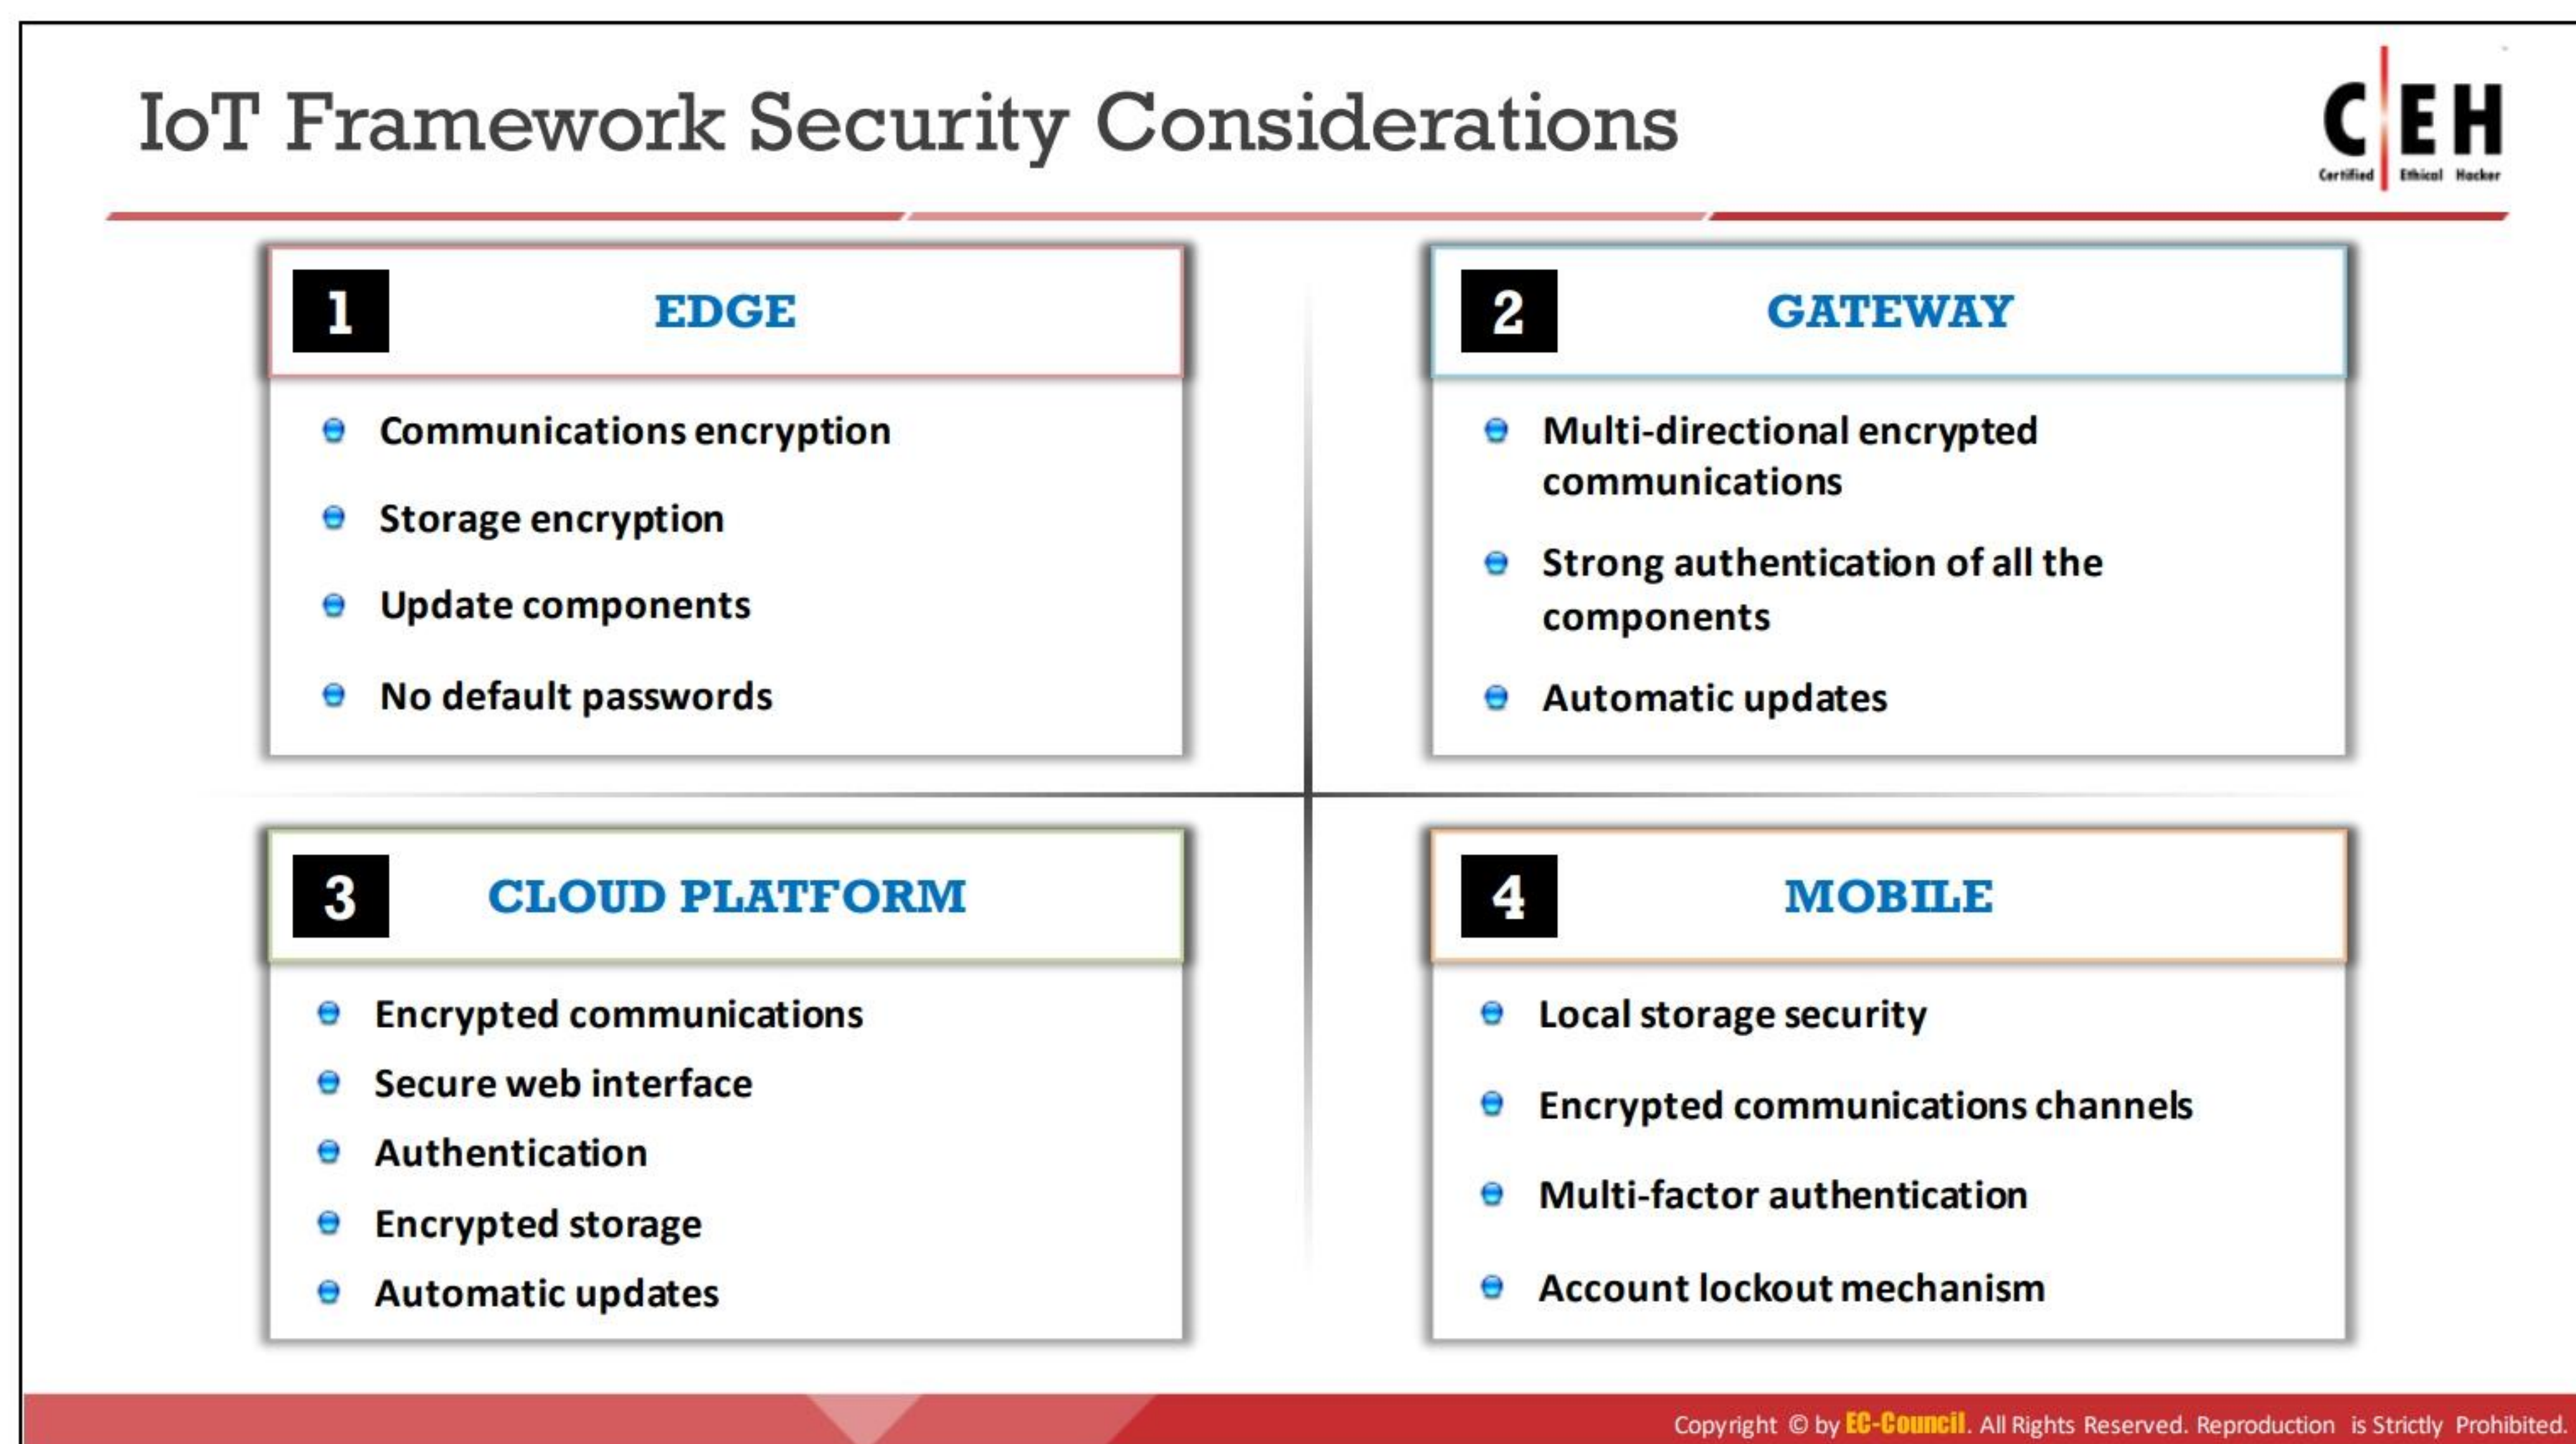 IoT Framework Security Considerations
C EH
Certified Ethical Hacker
1 EDGE
Communications encryption
Storage encryption
Update components
No default passwords
2 GATEWAY
Multi-directional encrypted
communications
Strong authentication of all the
components
Automatic updates
3 CLOUD PLATFORM
Encrypted communications
Secure web interface
Authentication
Encrypted storage
Automatic updates
4 MOBILE
Local storage security
Encrypted communications channels
Multi-factor authentication
Account lockout mechanism
Copyright © by EC-Council. All Rights Reserved. Reproduction is Strictly Prohibited.